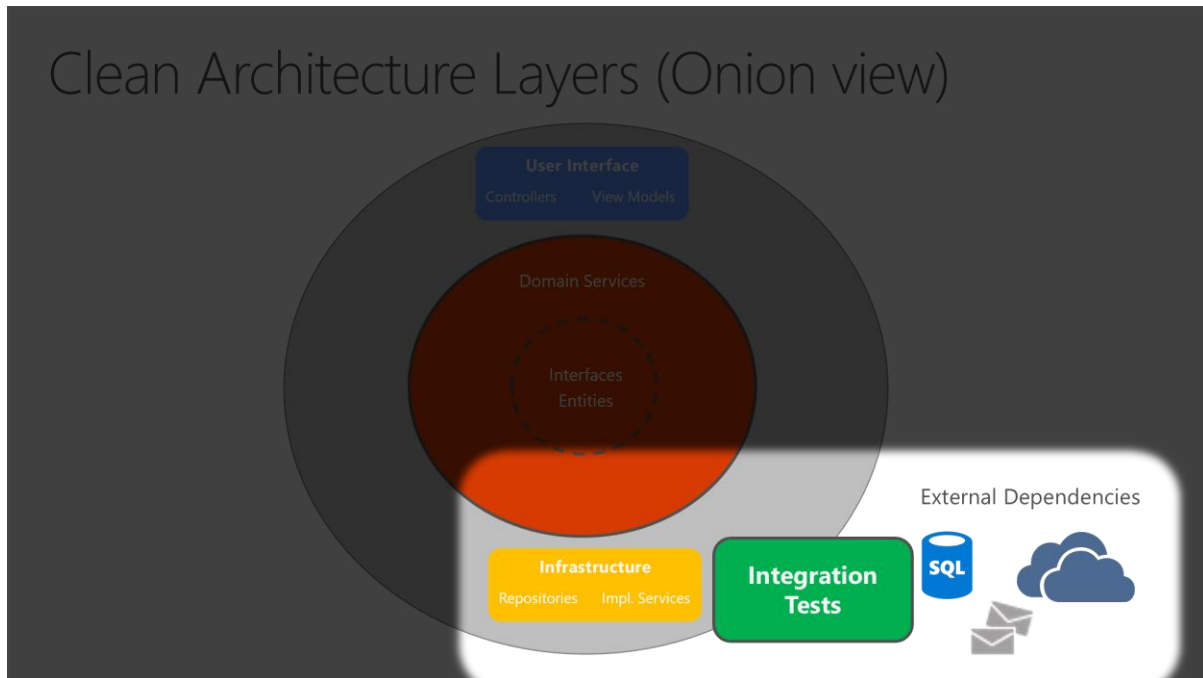 Clean Architecture Layers (Onion view)
User Interface
Controllers View Models
Domain Services
Interfaces
Entities
External Dependencies
SQL
Infrastructure
Repositories Impl. Services
Integration
Tests